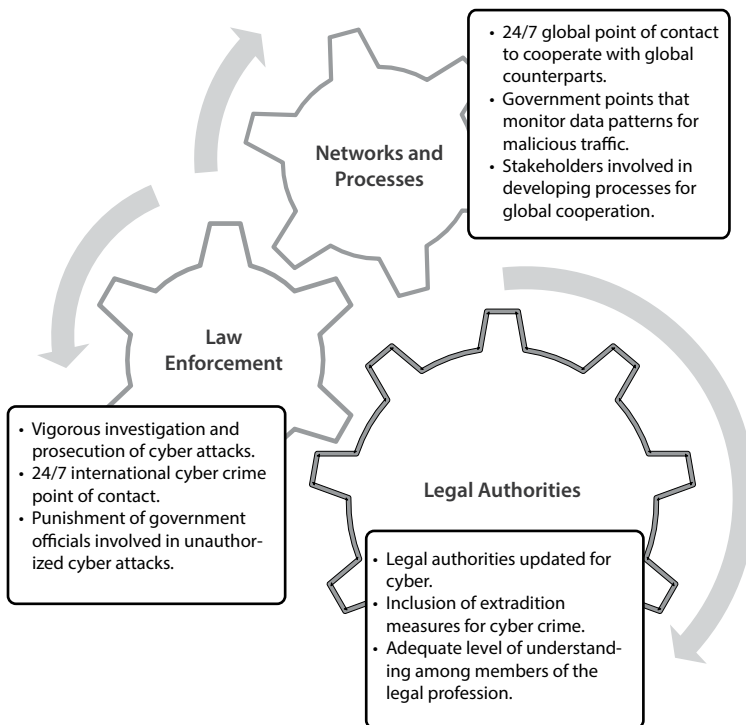 Networks and
Processes
• 24/7 global point of contact
to cooperate with global
counterparts.
• Government points that
monitor data patterns for
malicious traffic.
• Stakeholders involved in
developing processes for
global cooperation.
Law
Enforcement
• Vigorous investigation and
prosecution of cyber attacks.
• 24/7 international cyber crime
point of contact.
• Punishment of government
officials involved in unauthor-
ized cyber attacks.
Legal Authorities
• Legal authorities updated for
cyber.
• Inclusion of extradition
measures for cyber crime.
• Adequate level of understand-
ing among members of the
legal profession.